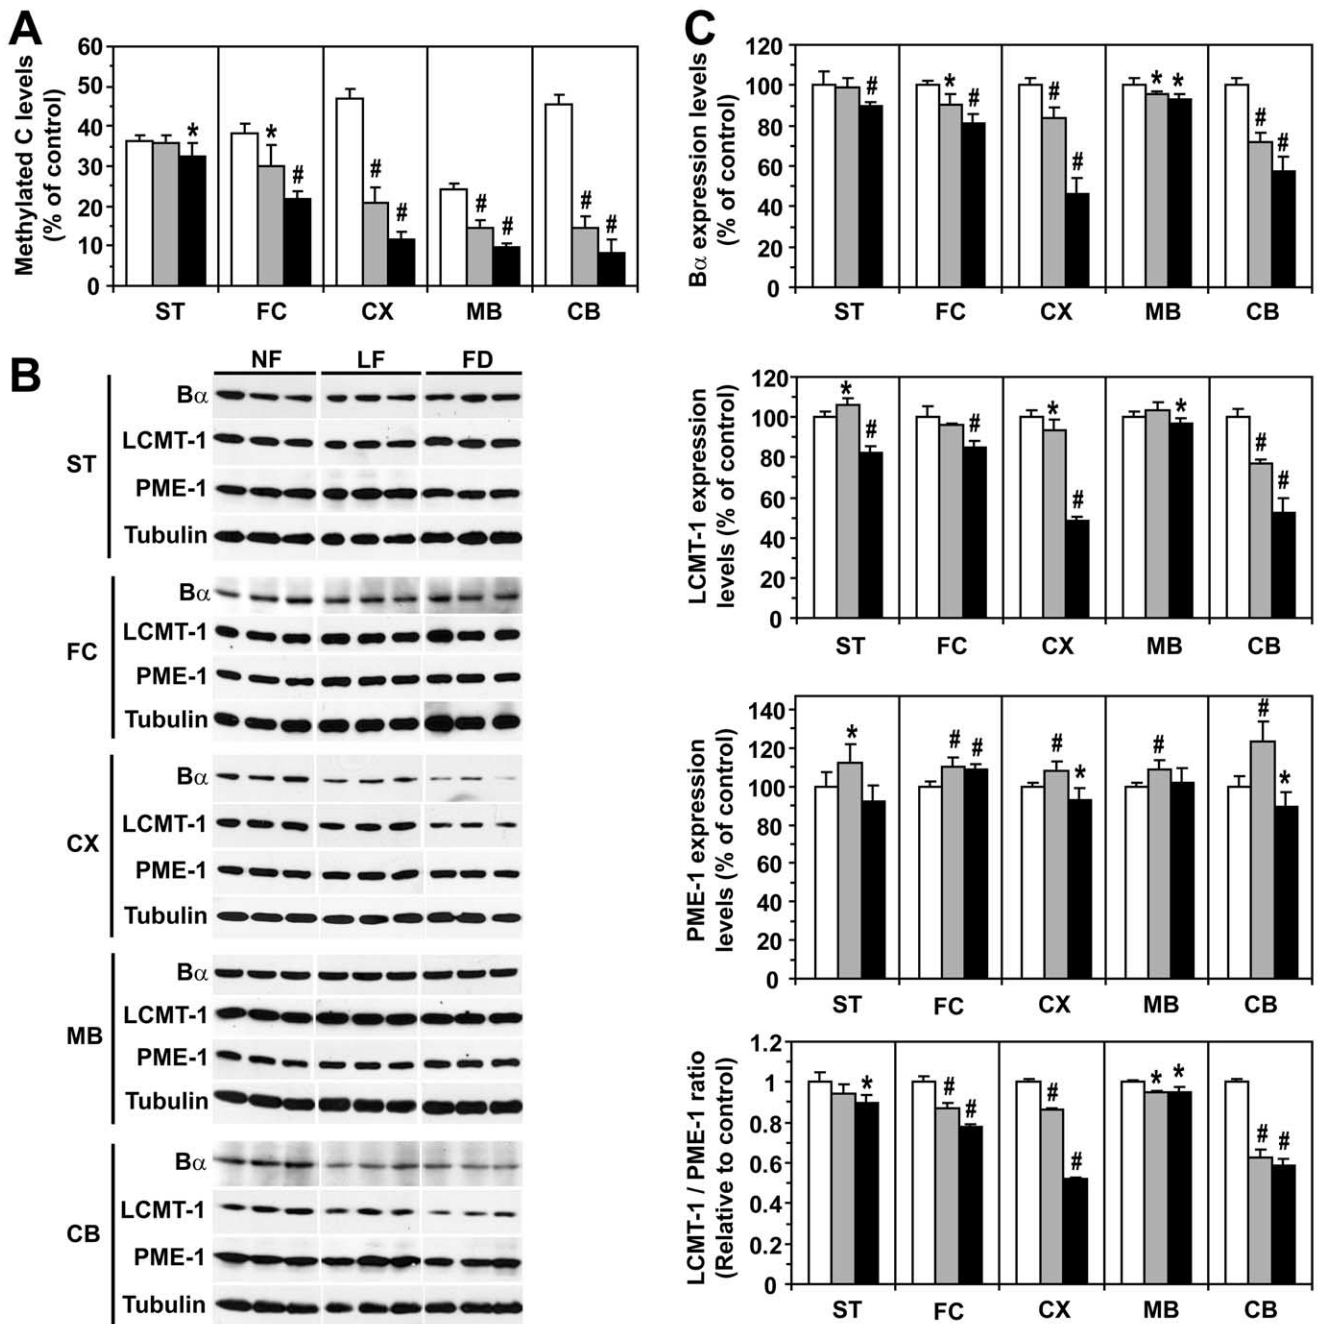 A
Methylated C levels
(% of control)
60
50
40
30
20
10
0
* * # # # # # # #
ST FC CX MB CB
B
NF LF FD
ST
Bα
LCMT-1
PME-1
Tubulin
FC
Bα
LCMT-1
PME-1
Tubulin
CX
Bα
LCMT-1
PME-1
Tubulin
MB
Bα
LCMT-1
PME-1
Tubulin
CB
Bα
LCMT-1
PME-1
Tubulin
C
Bα expression levels
(% of control)
120
100
80
60
40
20
0
# * # # # * * # #
ST FC CX MB CB
LCMT-1 expression
levels (% of control)
120
100
80
60
40
20
0
* # # * # * # #
ST FC CX MB CB
PME-1 expression
levels (% of control)
140
120
100
80
60
40
20
0
* # # # * # # *
ST FC CX MB CB
LCMT-1 / PME-1 ratio
(Relative to control)
1.2
1
0.8
0.6
0.4
0.2
0
* # # # # * * # #
ST FC CX MB CB